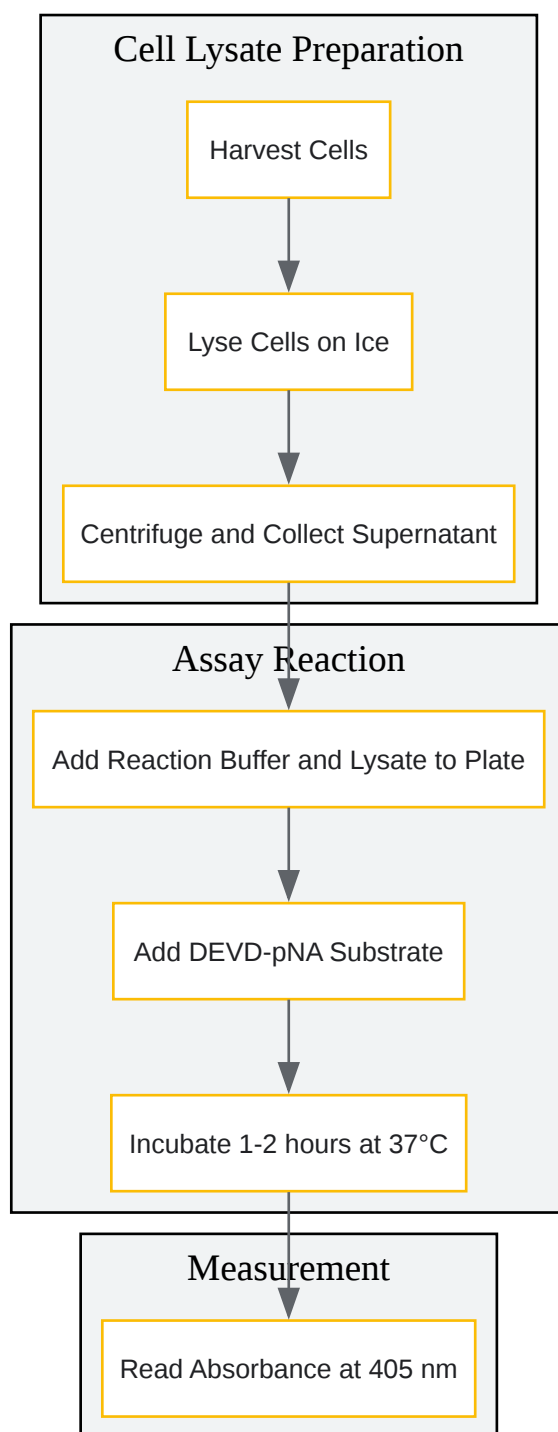 Cell Lysate Preparation
Harvest Cells
Lyse Cells on Ice
Centrifuge and Collect Supernatant
Assay Reaction
Add Reaction Buffer and Lysate to Plate
Add DEVD-pNA Substrate
Incubate 1-2 hours at 37°C
Measurement
Read Absorbance at 405 nm